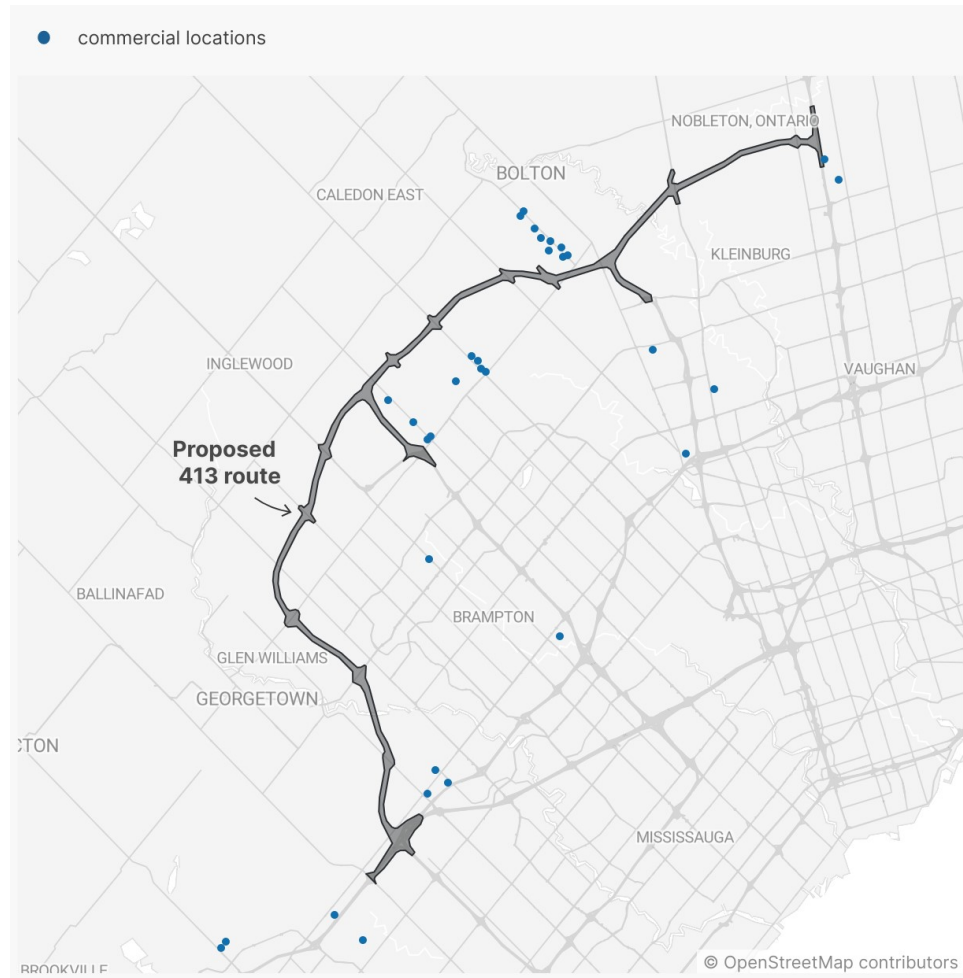 commercial locations
NOBLETON, ONTARIO
BOLTON
CALEDON EAST
KLEINBURG
INGLEWOOD
VAUGHAN
Proposed
413 route
BALLINAFAD
BRAMPTON
GLEN WILLIAMS
GEORGETOWN
CTON
MISSISSAUGA
BROOKVILLE
© OpenStreetMap contributors